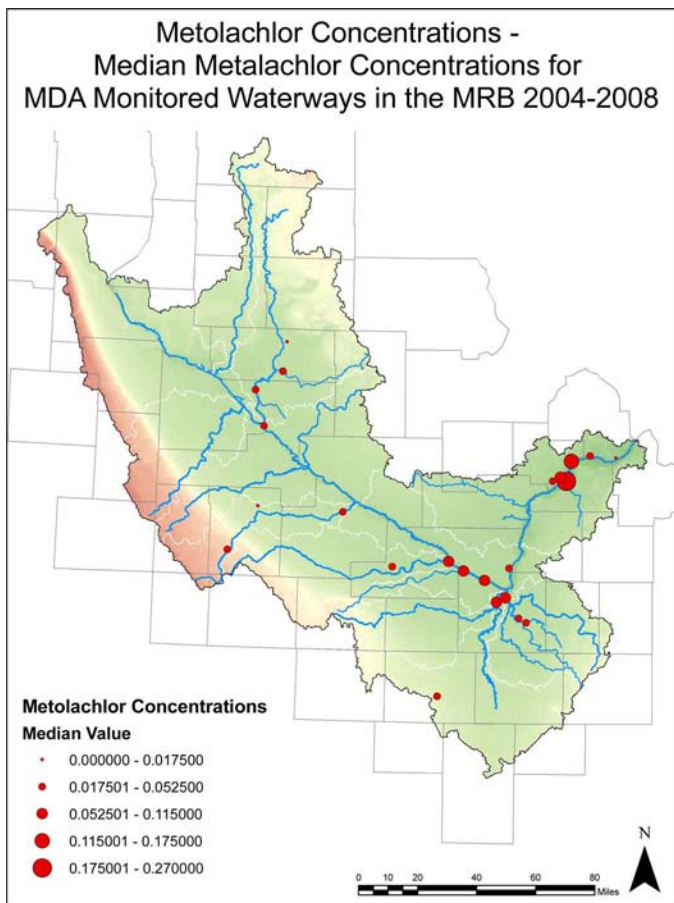 Metolachlor Concentrations -
Median Metalachlor Concentrations for
MDA Monitored Waterways in the MRB 2004-2008
Metolachlor Concentrations
Median Value
0.000000 - 0.017500
0.017501 - 0.052500
0.052501 - 0.115000
0.115001 - 0.175000
0.175001 - 0.270000
N
0 20 40 60 80
Miles